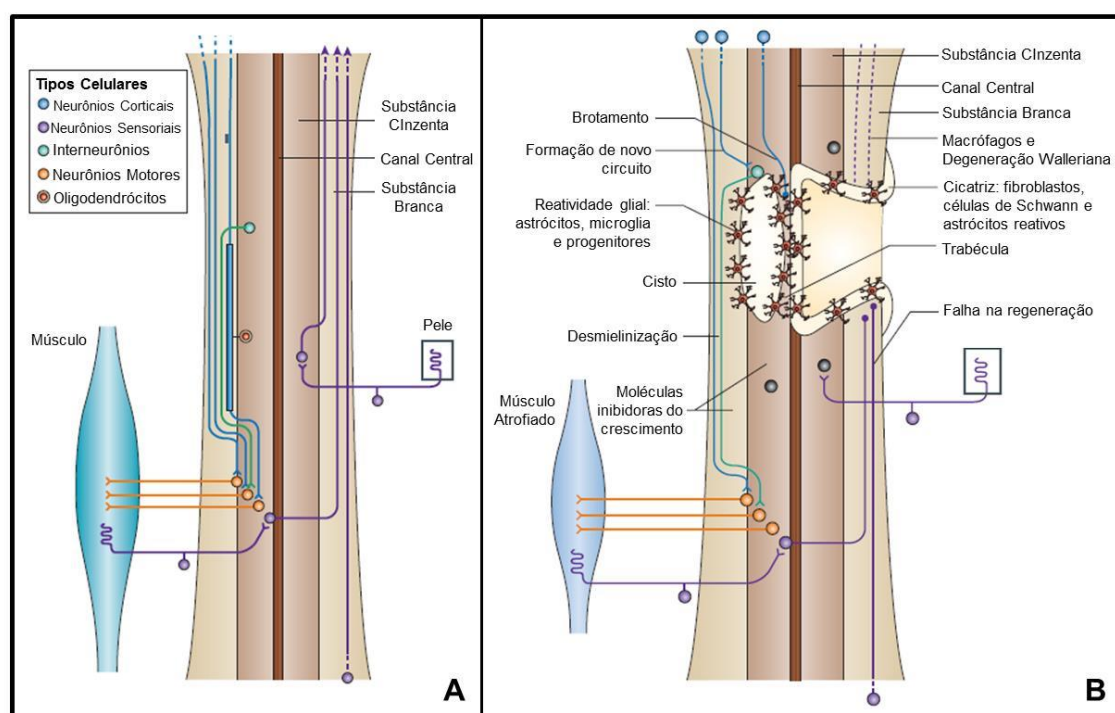 Tipos Celulares
Neurônios Corticais
Neurônios Sensoriais
Interneurônios
Neurônios Motores
Oligodendrócitos
Substância
CInzenta
Canal Central
Substância
Branca
Músculo
Pele
A
Substância CInzenta
Canal Central
Substância Branca
Macrófagos e
Degeneração Walleriana
Cicatriz: fibroblastos,
células de Schwann e
astrócitos reativos
Trabécula
Falha na regeneração
Brotamento
Formação de novo
circuito
Reatividade glial:
astrócitos, microglia
e progenitores
Cisto
Desmielinização
Moléculas
inibidoras do
crescimento
Músculo
Atrofiado
B